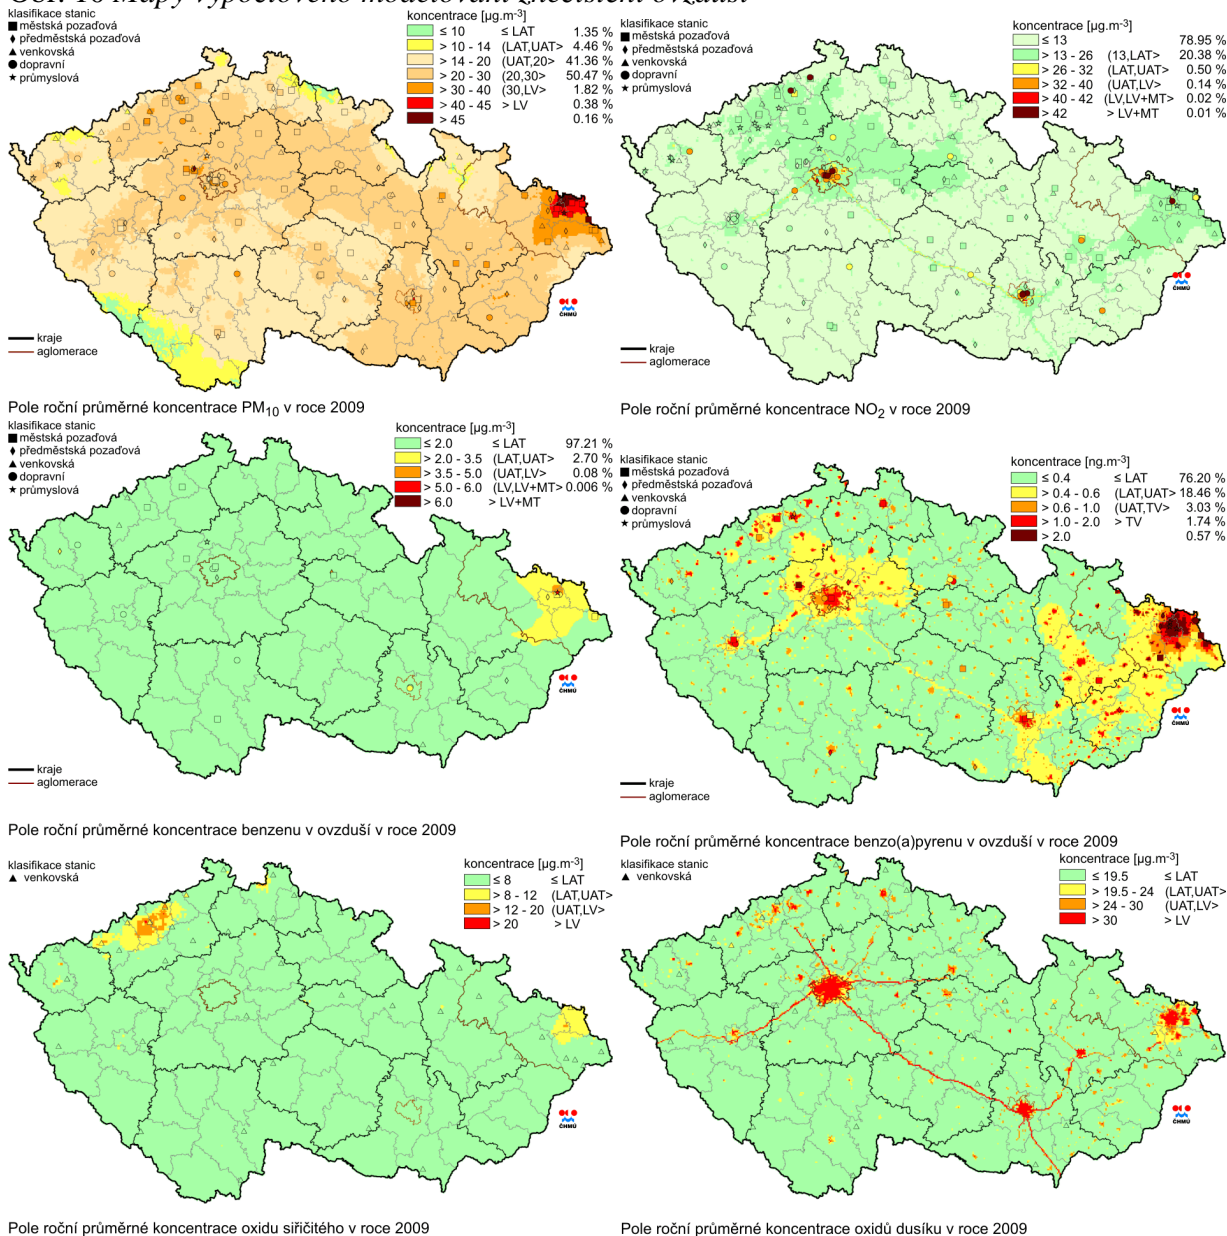 klasifikace stanic
■ městská pozaďová
♦ předměstská pozaďová
▲ venkovská
● dopravní
★ průmyslová
koncentrace [µg.m-3]
≤ 10 ≤ LAT 1.35 %
> 10 - 14 (LAT,UAT> 4.46 %
> 14 - 20 (UAT,20> 41.36 %
> 20 - 30 (20,30> 50.47 %
> 30 - 40 (30,LV> 1.82 %
> 40 - 45 > LV 0.38 %
> 45 0.16 %
ČHMÚ
kraje
aglomerace
Pole roční průměrné koncentrace PM10 v roce 2009
klasifikace stanic
■ městská pozaďová
♦ předměstská pozaďová
▲ venkovská
● dopravní
★ průmyslová
koncentrace [µg.m-3]
≤ 13 78.95 %
> 13 - 26 (13,LAT> 20.38 %
> 26 - 32 (LAT,UAT> 0.50 %
> 32 - 40 (UAT,LV> 0.14 %
> 40 - 42 (LV,LV+MT> 0.02 %
> 42 > LV+MT 0.01 %
ČHMÚ
kraje
aglomerace
Pole roční průměrné koncentrace NO2 v roce 2009
klasifikace stanic
■ městská pozaďová
♦ předměstská pozaďová
▲ venkovská
● dopravní
★ průmyslová
koncentrace [µg.m-3]
≤ 2.0 ≤ LAT 97.21 %
> 2.0 - 3.5 (LAT,UAT> 2.70 %
> 3.5 - 5.0 (UAT,LV> 0.08 %
> 5.0 - 6.0 (LV,LV+MT> 0.006 %
> 6.0 > LV+MT
ČHMÚ
kraje
aglomerace
Pole roční průměrné koncentrace benzenu v ovzduší v roce 2009
klasifikace stanic
■ městská pozaďová
♦ předměstská pozaďová
▲ venkovská
● dopravní
★ průmyslová
koncentrace [ng.m-3]
≤ 0.4 ≤ LAT 76.20 %
> 0.4 - 0.6 (LAT,UAT> 18.46 %
> 0.6 - 1.0 (UAT,TV> 3.03 %
> 1.0 - 2.0 > TV 1.74 %
> 2.0 0.57 %
ČHMÚ
kraje
aglomerace
Pole roční průměrné koncentrace benzo(a)pyrenu v ovzduší v roce 2009
klasifikace stanic
▲ venkovská
koncentrace [µg.m-3]
≤ 8 ≤ LAT
> 8 - 12 (LAT,UAT>
> 12 - 20 (UAT,LV>
> 20 > LV
ČHMÚ
Pole roční průměrné koncentrace oxidu siřičitého v roce 2009
klasifikace stanic
▲ venkovská
koncentrace [µg.m-3]
≤ 19.5 ≤ LAT
> 19.5 - 24 (LAT,UAT>
> 24 - 30 (UAT,LV>
> 30 > LV
ČHMÚ
Pole roční průměrné koncentrace oxidů dusíku v roce 2009